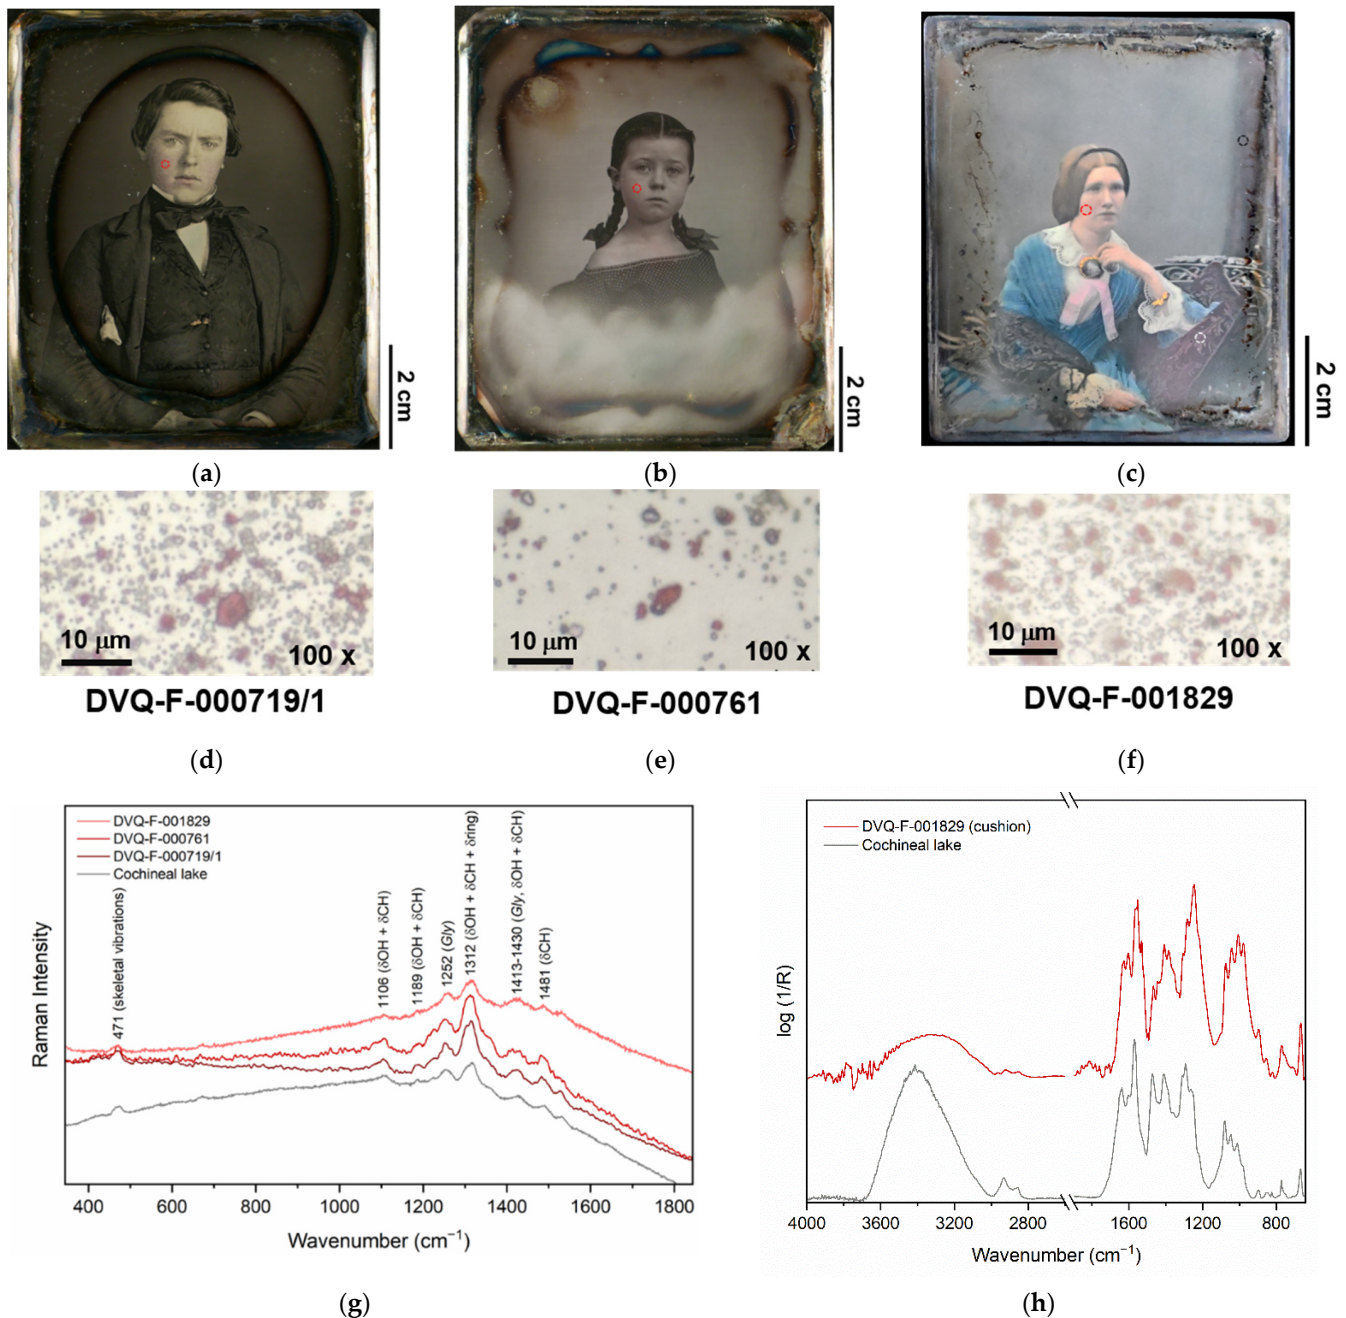 2 cm
2 cm
2 cm
(a)
(b)
(c)
10 μm
100 x
10 μm
100 x
10 μm
100 x
DVQ-F-000719/1
DVQ-F-000761
DVQ-F-001829
(d)
(e)
(f)
DVQ-F-001829
DVQ-F-000761
DVQ-F-000719/1
Cochineal lake
471 (skeletal vibrations)
1106 (δOH + δCH)
1189 (δOH + δCH)
1252 (Gly)
1312 (δOH + δCH + δring)
1413-1430 (Gly, δOH + δCH)
1481 (δCH)
Raman Intensity
400 600 800 1000 1200 1400 1600 1800
Wavenumber (cm⁻¹)
(g)
DVQ-F-001829 (cushion)
Cochineal lake
log (1/R)
4000 3600 3200 2800 1600 1200 800
Wavenumber (cm⁻¹)
(h)